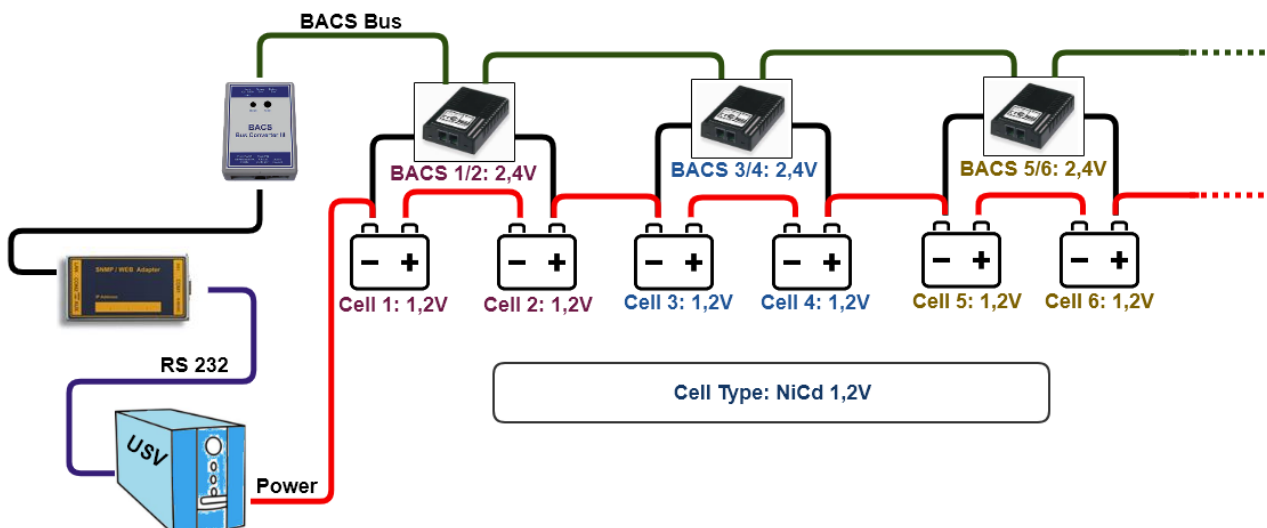 BACS Bus
BACS
Bus Converter III
BACS 1/2: 2,4V
BACS 3/4: 2,4V
BACS 5/6: 2,4V
− +
− +
− +
− +
− +
− +
Cell 1: 1,2V
Cell 2: 1,2V
Cell 3: 1,2V
Cell 4: 1,2V
Cell 5: 1,2V
Cell 6: 1,2V
SNMP / WEB Adapter
IP Address
RS 232
Cell Type: NiCd 1,2V
USV
Power